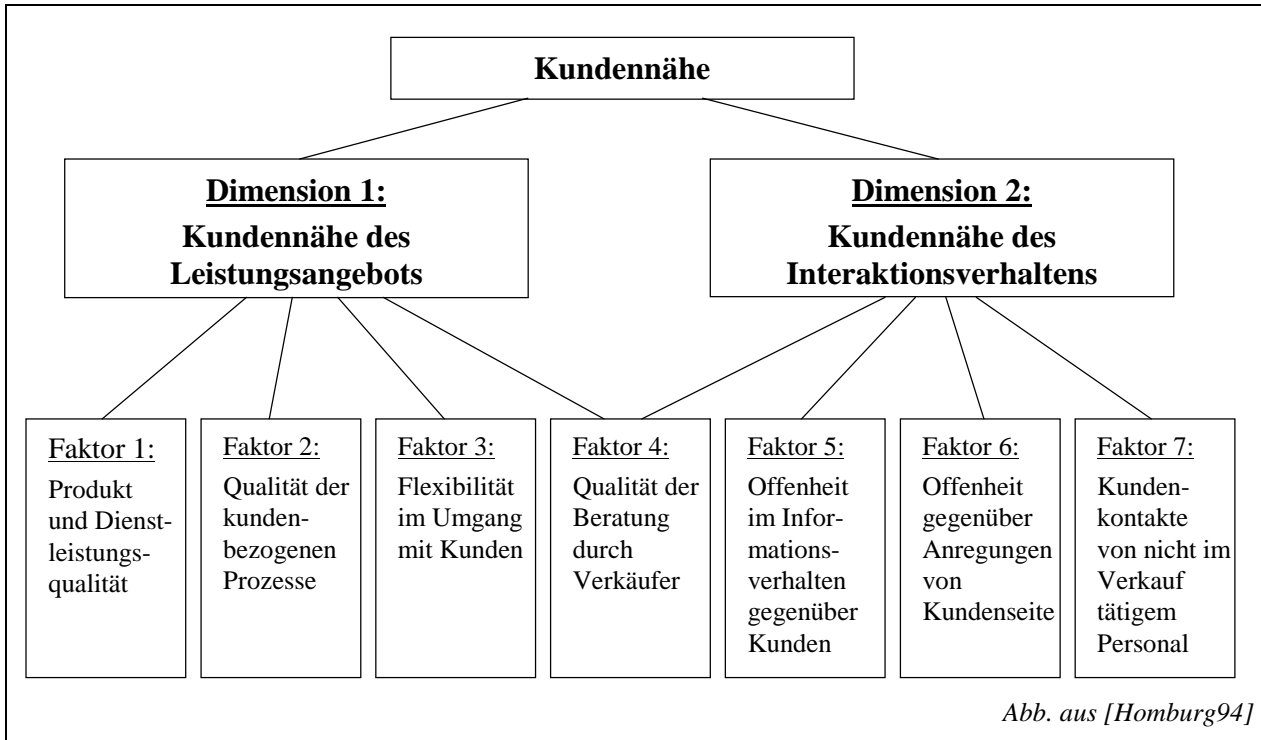 Kundennähe
Dimension 1:
Kundennähe des
Leistungsangebots
Dimension 2:
Kundennähe des
Interaktionsverhaltens
Faktor 1:
Produkt
und Dienst-
leistungs-
qualität
Faktor 2:
Qualität der
kunden-
bezogenen
Prozesse
Faktor 3:
Flexibilität
im Umgang
mit Kunden
Faktor 4:
Qualität der
Beratung
durch
Verkäufer
Faktor 5:
Offenheit
im Infor-
mations-
verhalten
gegenüber
Kunden
Faktor 6:
Offenheit
gegenüber
Anregungen
von
Kundenseite
Faktor 7:
Kunden-
kontakte
von nicht im
Verkauf
tätigem
Personal
Abb. aus [Homburg94]